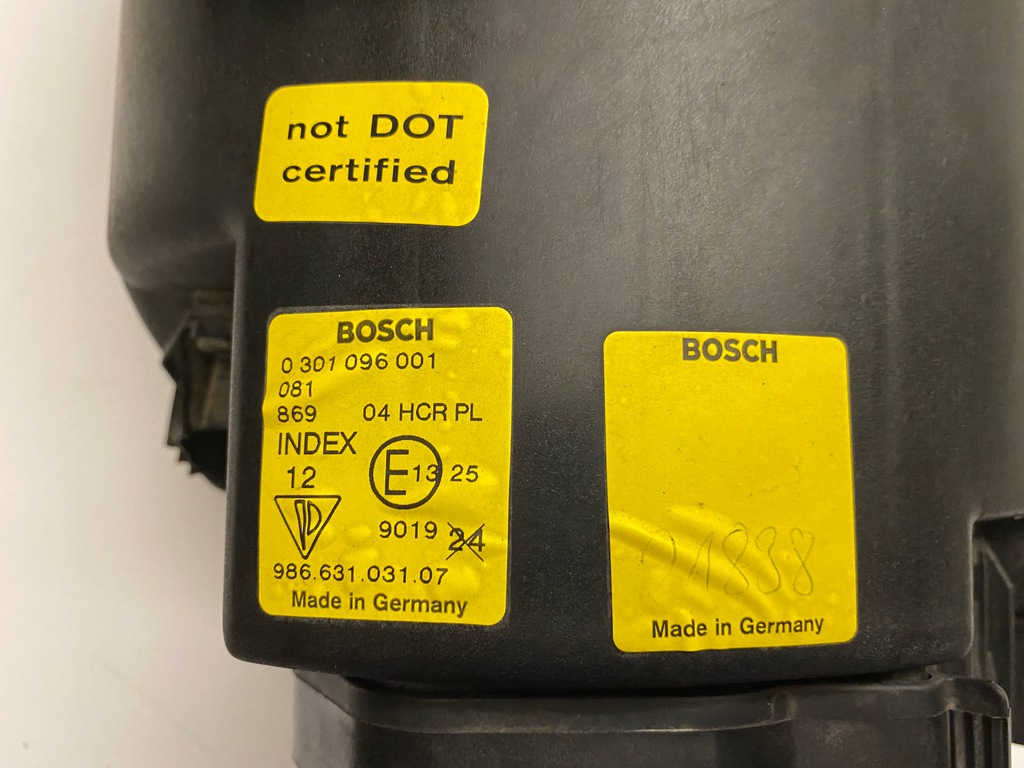 not DOT
certified
BOSCH
0 301 096 001
081
869 04 HCR PL
INDEX
12 E 13 25
9019 24
986.631.031.07
Made in Germany
BOSCH
Made in Germany